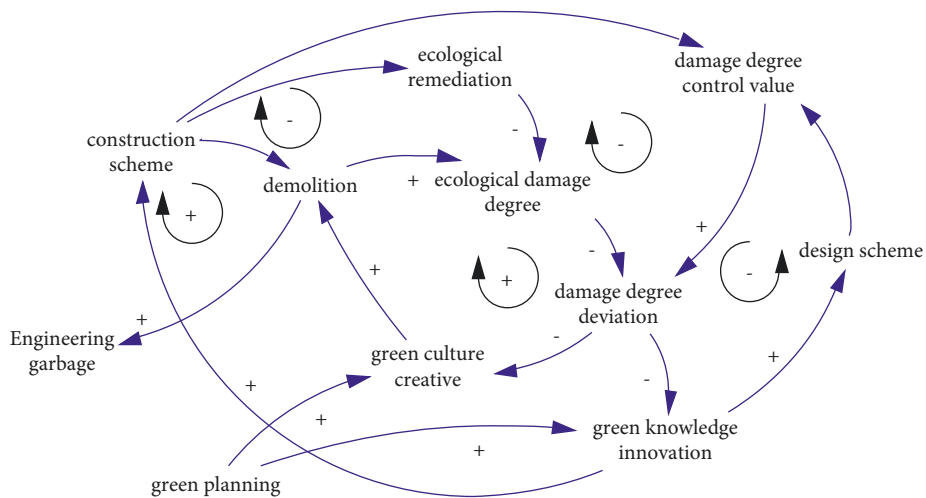 ecological
remediation
damage degree
control value
-
construction
scheme
-
-
demolition
+
ecological damage
degree
+
+
-
design scheme
+
+
-
damage degree
deviation
-
+
Engineering
garbage
green culture
creative
-
-
+
+
+
green knowledge
innovation
+
green planning